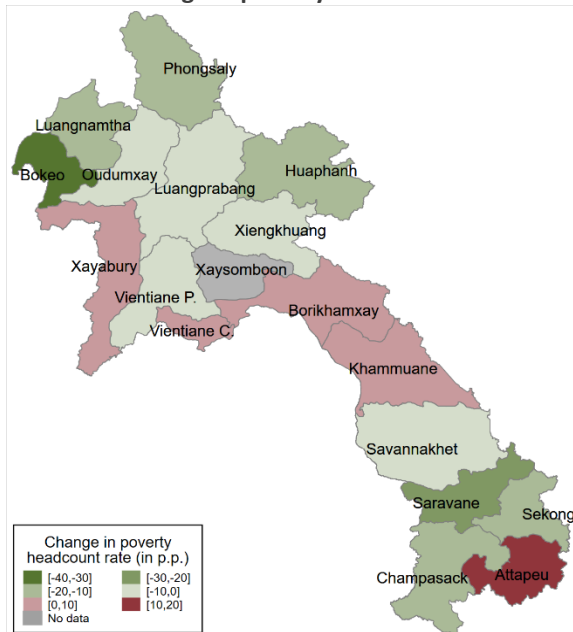 Phongsaly
Luangnamtha
Bokeo
Oudumxay
Luangprabang
Huaphanh
Xiengkhuang
Xayabury
Xaysomboon
Vientiane P.
Borikhamxay
Vientiane C.
Khammuane
Savannakhet
Saravane
Sekong
Champasack
Attapeu
Change in poverty
headcount rate (in p.p.)
[-40,-30] [-30,-20]
[-20,-10] [-10,0]
[0,10] [10,20]
No data